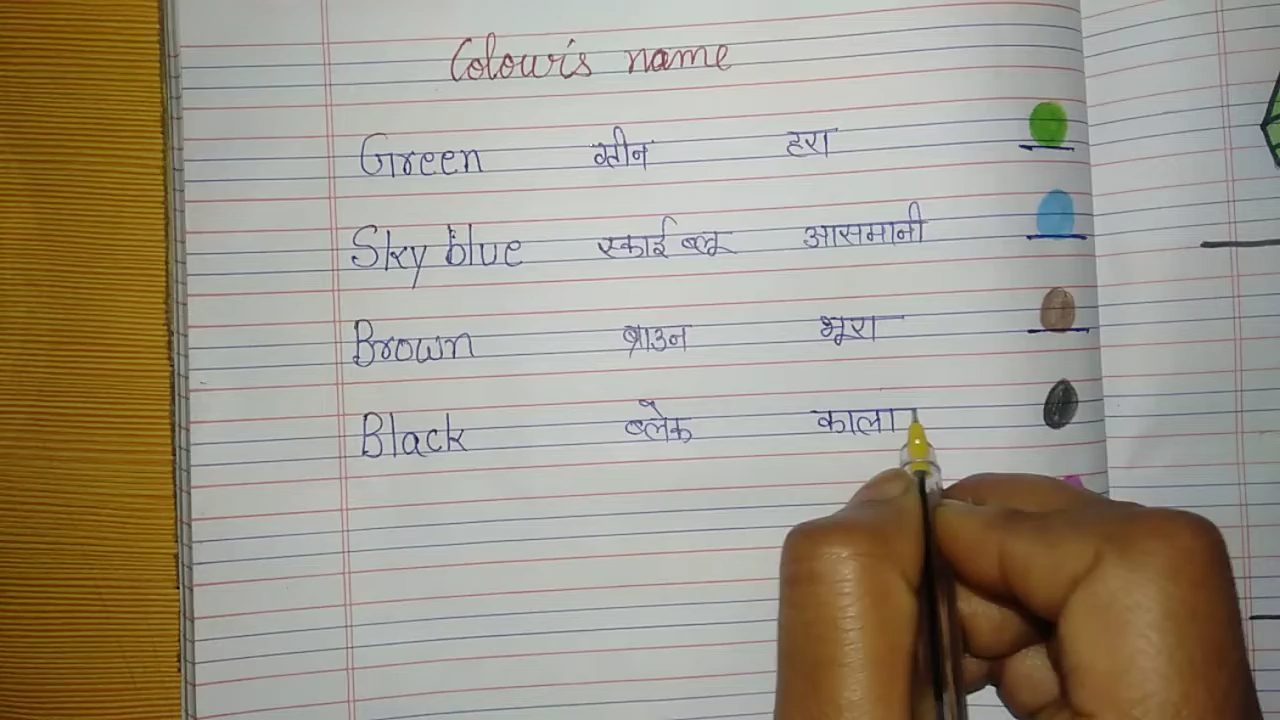 Colour's name
Green ग्रीन हरा
Sky blue स्काई ब्लू आसमानी
Brown ब्राउन भूरा
Black ब्लैक काला